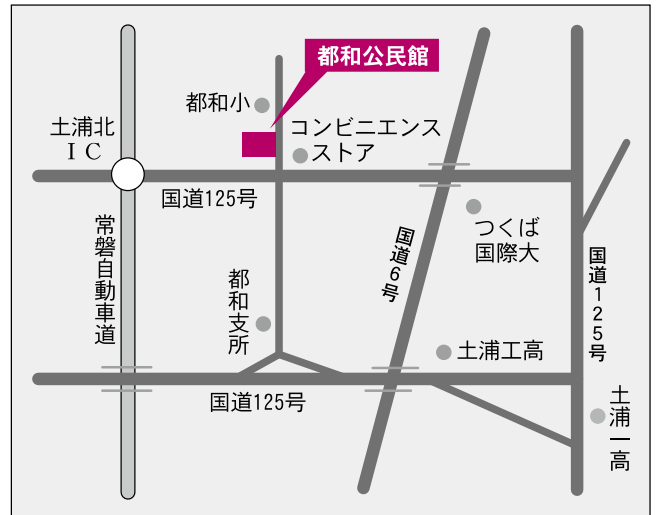 都和公民館
都和小
土浦北
ＩＣ
コンビニエンス
ストア
国道125号
つくば
国際大
常磐自動車道
国道6号
国道125号
都和支所
土浦工高
国道125号
土浦一高